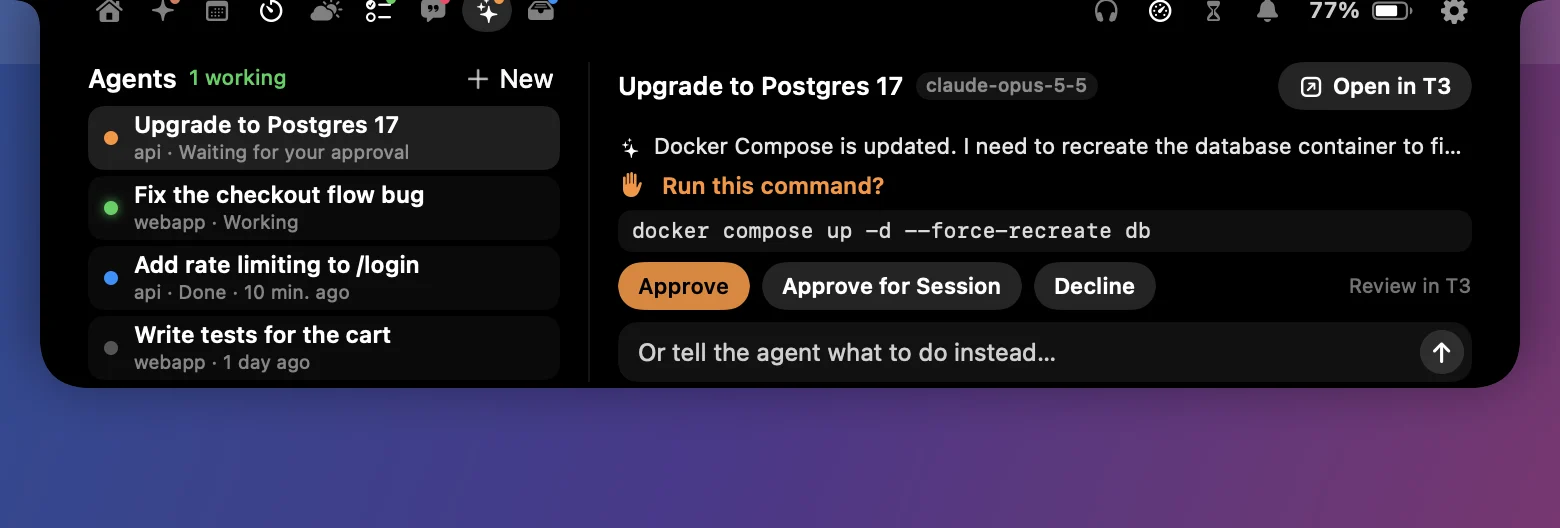 77%
Agents 1 working + New
Upgrade to Postgres 17
api · Waiting for your approval
Fix the checkout flow bug
webapp · Working
Add rate limiting to /login
api · Done · 10 min. ago
Write tests for the cart
webapp · 1 day ago
Upgrade to Postgres 17 claude-opus-5-5 Open in T3
Docker Compose is updated. I need to recreate the database container to fi…
Run this command?
docker compose up -d --force-recreate db
Approve Approve for Session Decline Review in T3
Or tell the agent what to do instead...